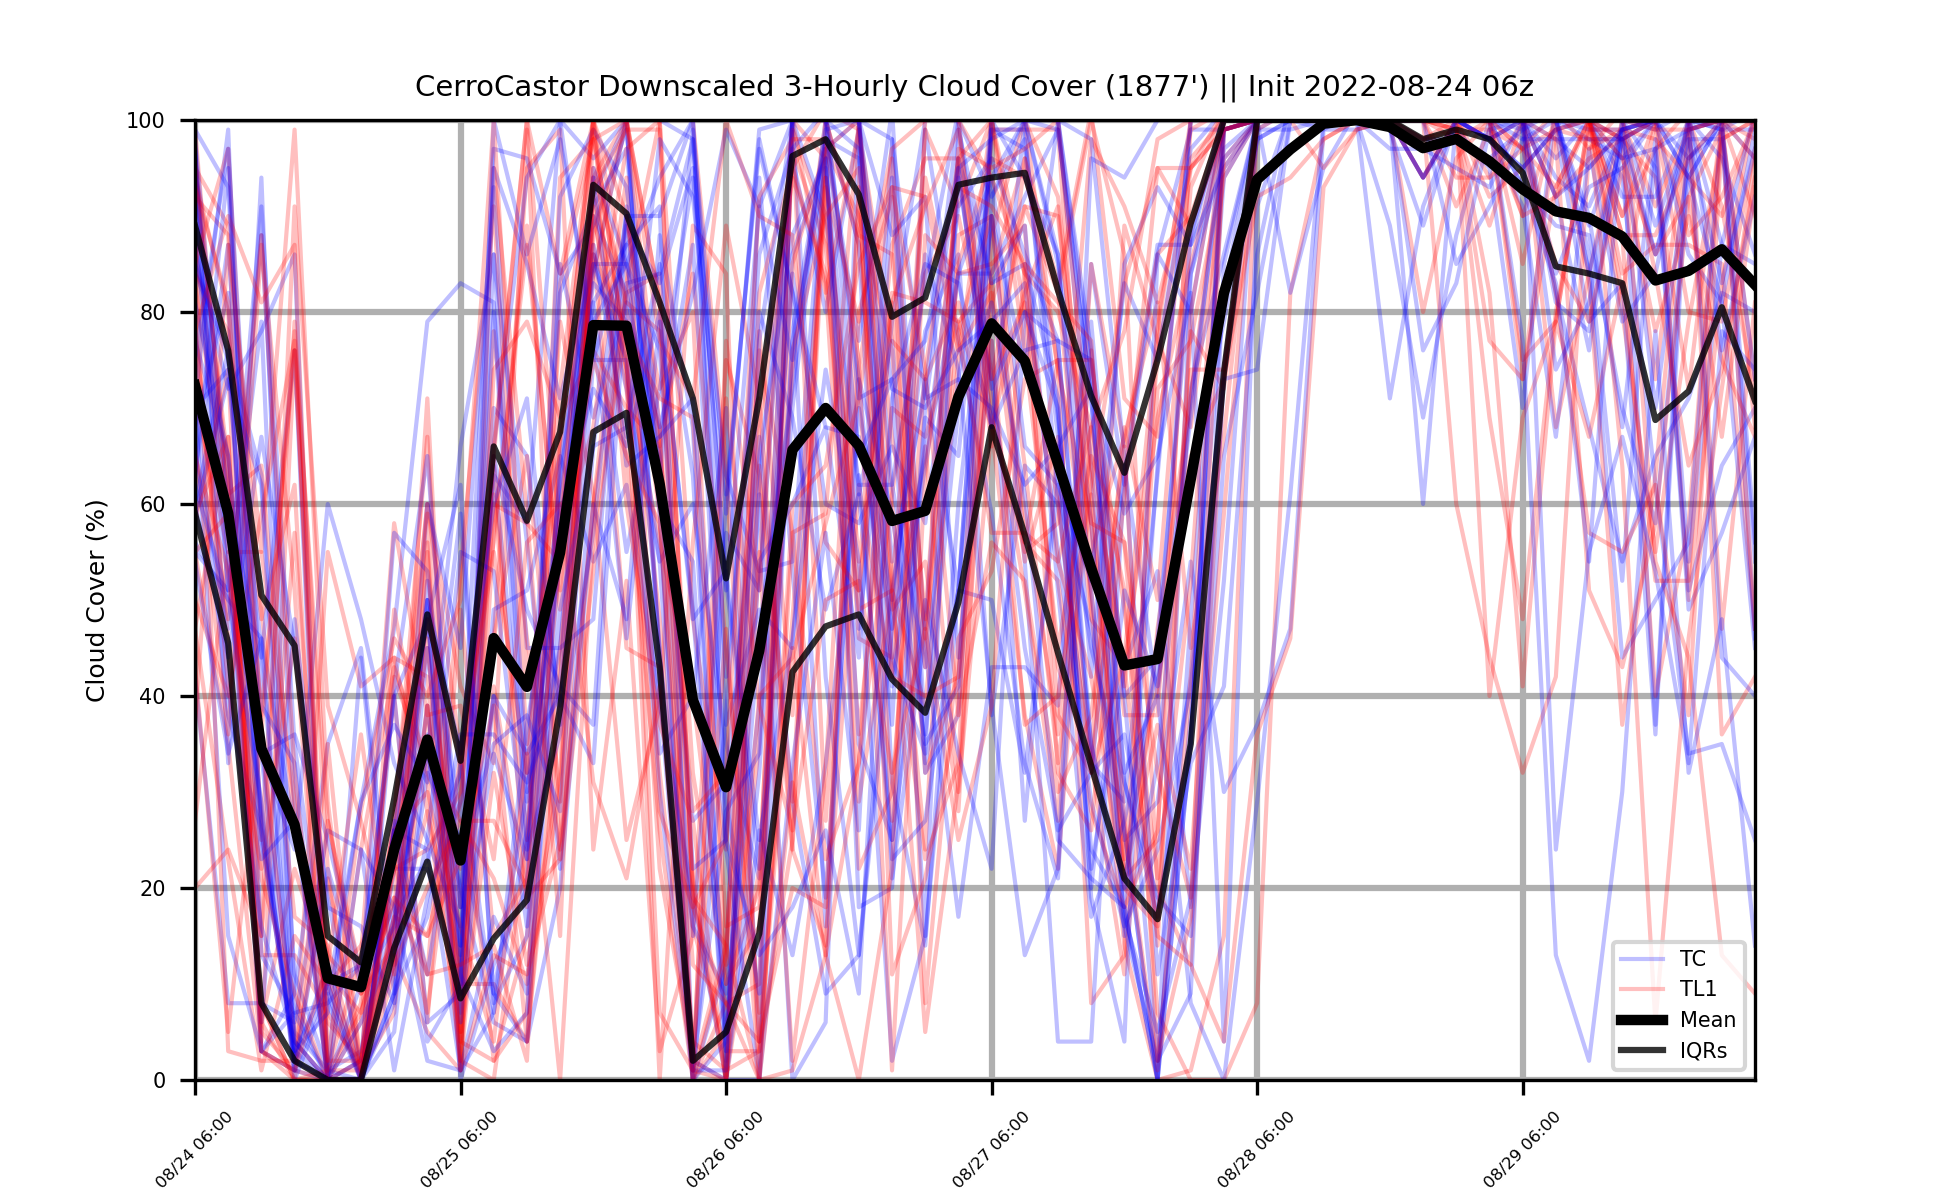 CerroCastor Downscaled 3-Hourly Cloud Cover (1877') || Init 2022-08-24 06z
Cloud Cover (%)
100
80
60
40
20
0
TC
TL1
Mean
IQRs
08/24 06:00
08/25 06:00
08/26 06:00
08/27 06:00
08/28 06:00
08/29 06:00